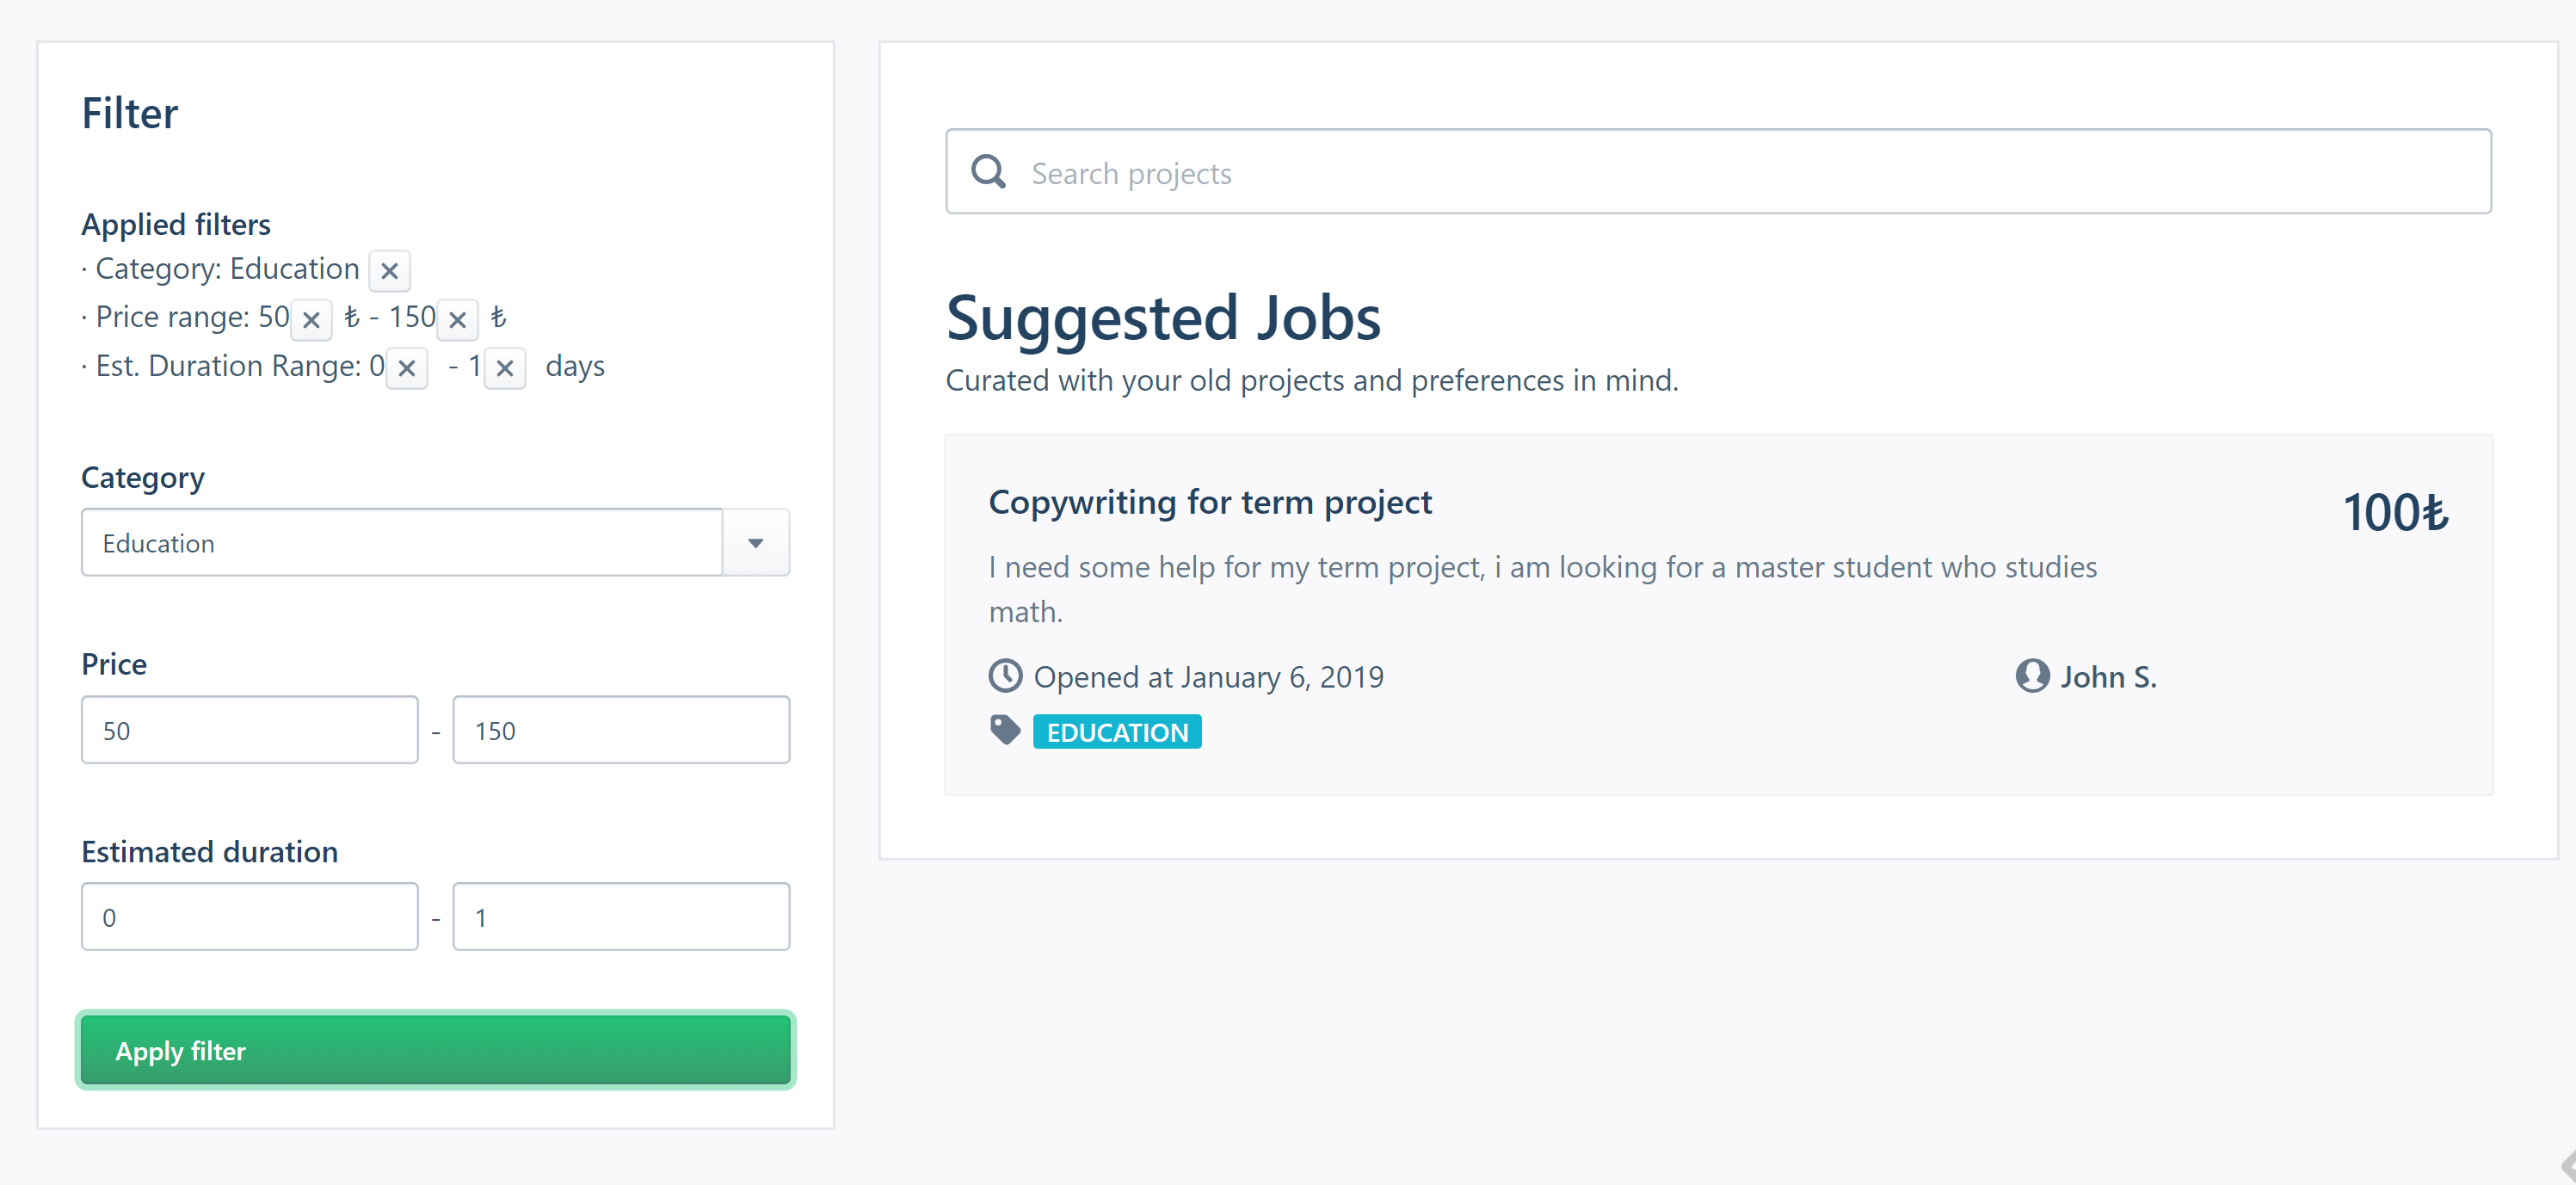 Filter
Applied filters
· Category: Education ×
· Price range: 50 × ₺ - 150 × ₺
· Est. Duration Range: 0 × - 1 × days
Category
Education
Price
50 - 150
Estimated duration
0 - 1
Apply filter
Search projects
Suggested Jobs
Curated with your old projects and preferences in mind.
Copywriting for term project
100₺
I need some help for my term project, i am looking for a master student who studies
math.
Opened at January 6, 2019
John S.
EDUCATION